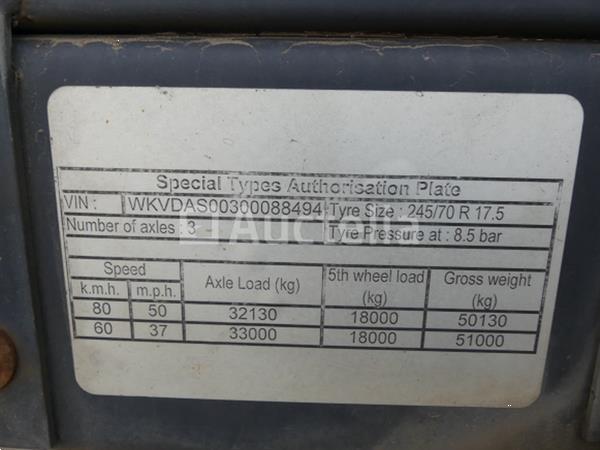 Special Types Authorisation Plate
VIN : WKVDAS00300088494 Tyre Size : 245/70 R 17.5
Number of axles : 3 Tyre Pressure at : 8.5 bar
Speed Axle Load (kg) 5th wheel load (kg) Gross weight (kg)
k.m.h. m.p.h.
80 50 32130 18000 50130
60 37 33000 18000 51000